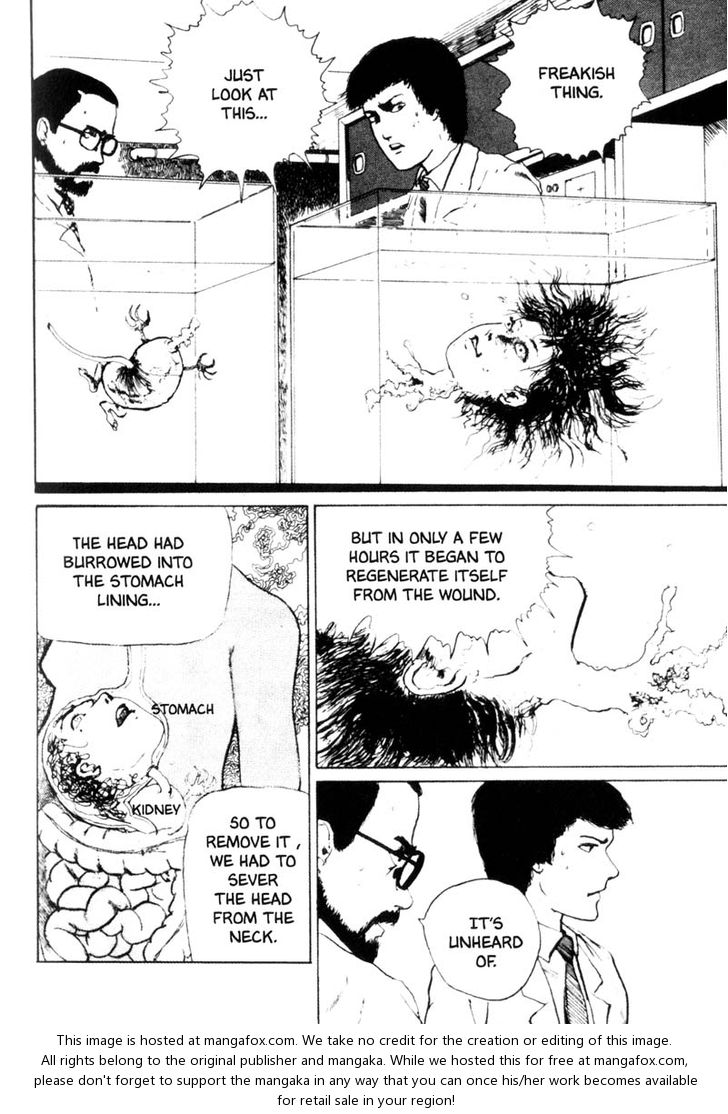 JUST
LOOK AT
THIS...
FREAKISH
THING.
THE HEAD HAD
BURROWED INTO
THE STOMACH
LINING...
STOMACH
KIDNEY
SO TO
REMOVE IT,
WE HAD TO
SEVER
THE HEAD
FROM THE
NECK.
BUT IN ONLY A FEW
HOURS IT BEGAN TO
REGENERATE ITSELF
FROM THE WOUND.
IT'S
UNHEARD
OF.
This image is hosted at mangafox.com. We take no credit for the creation or editing of this image.
All rights belong to the original publisher and mangaka. While we hosted this for free at mangafox.com,
please don't forget to support the mangaka in any way that you can once his/her work becomes available
for retail sale in your region!